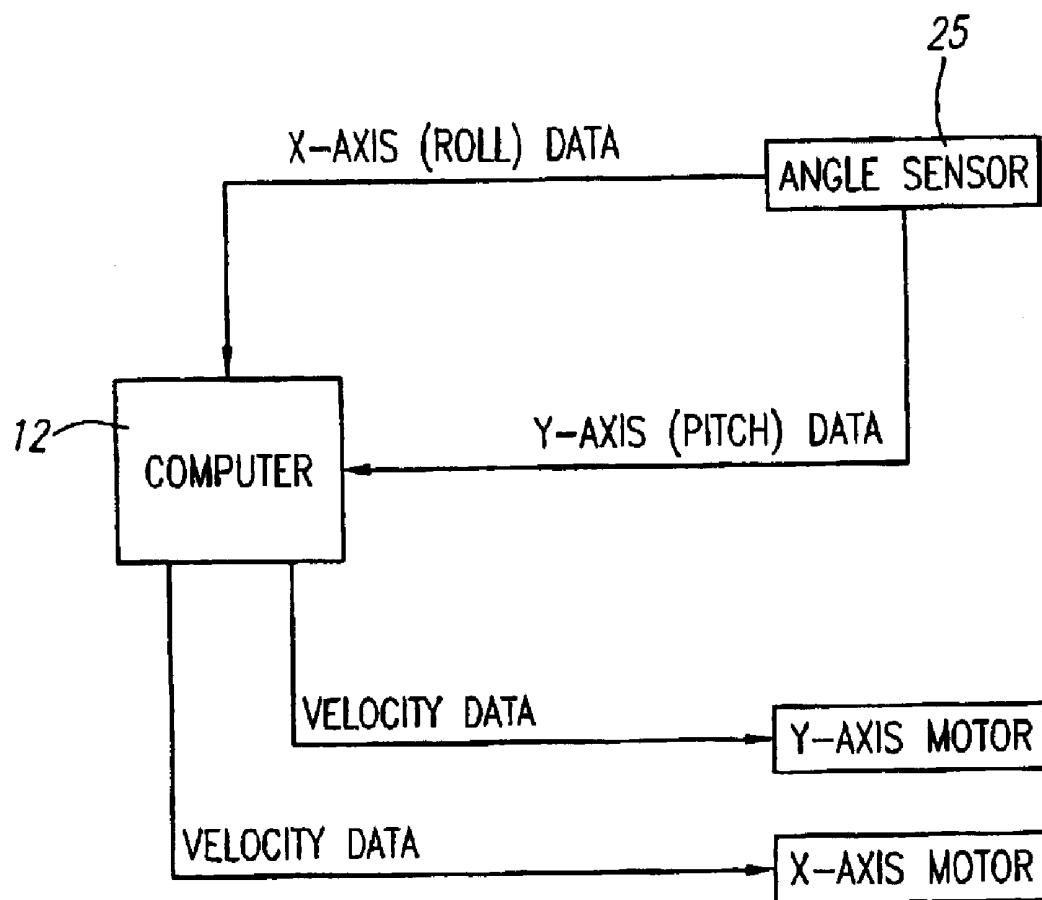 25
X-AXIS (ROLL) DATA
ANGLE SENSOR
12
COMPUTER
Y-AXIS (PITCH) DATA
VELOCITY DATA
Y-AXIS MOTOR
VELOCITY DATA
X-AXIS MOTOR